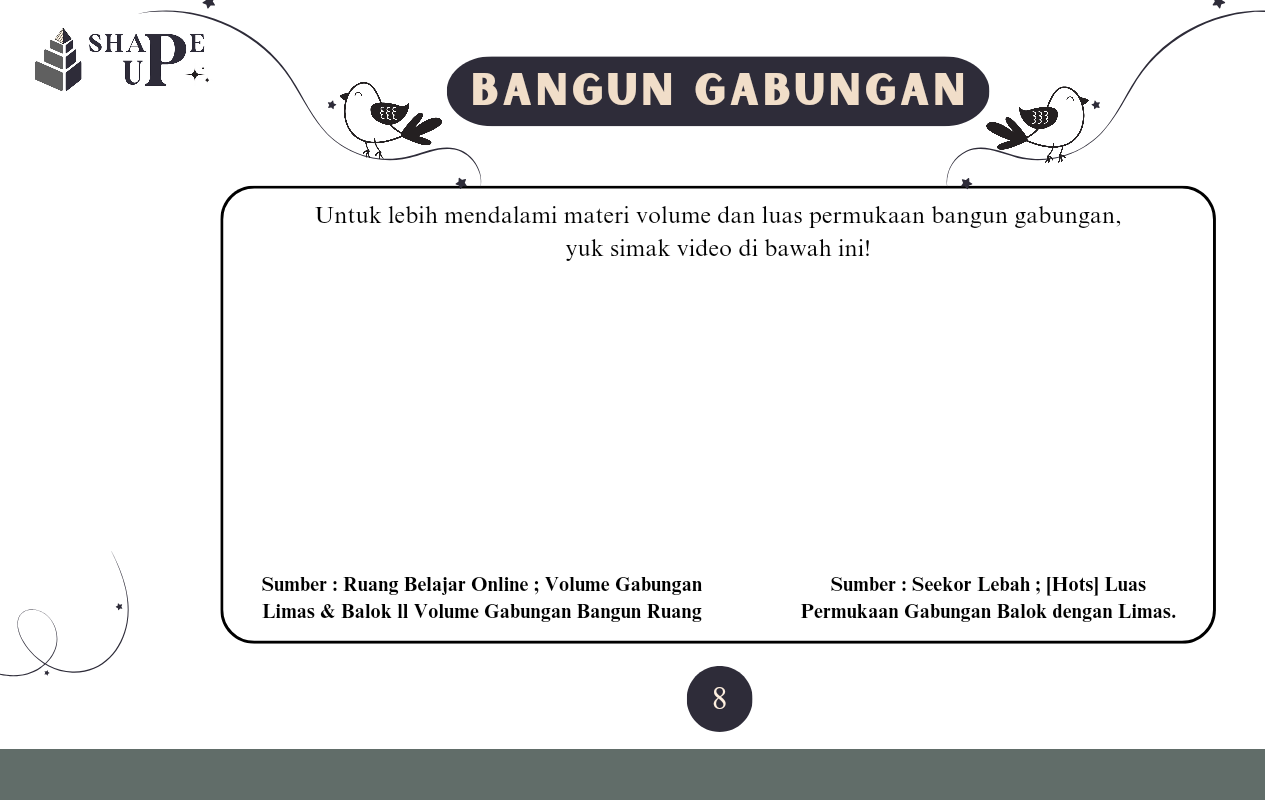 SHAPE
UP
BANGUN GABUNGAN
Untuk lebih mendalami materi volume dan luas permukaan bangun gabungan,
yuk simak video di bawah ini!
Sumber : Ruang Belajar Online ; Volume Gabungan
Limas & Balok ll Volume Gabungan Bangun Ruang
Sumber : Seekor Lebah ; [Hots] Luas
Permukaan Gabungan Balok dengan Limas.
8